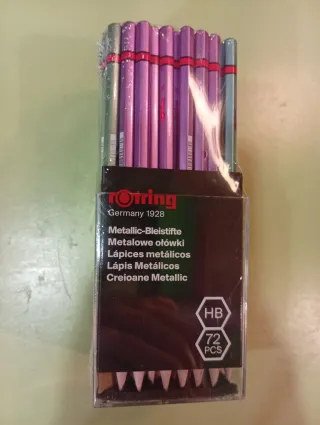 rotring
Germany 1928
Metallic-Bleistifte
Metalowe ołówki
Lápices metálicos
Lápis Metálicos
Creioane Metallic
HB
72
PCS